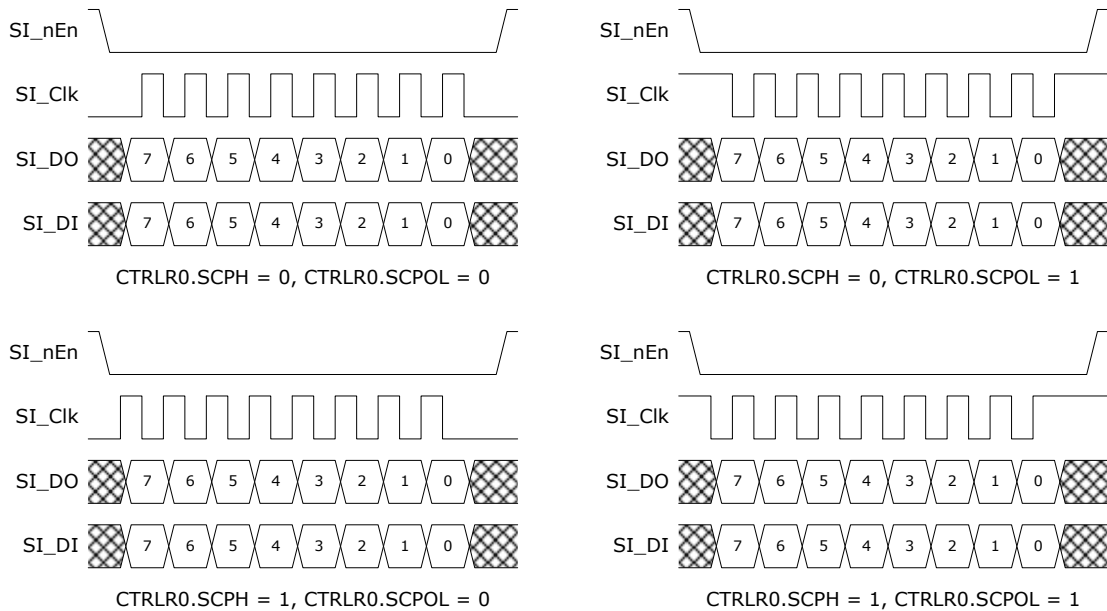 SI_nEn
SI_Clk
SI_DO 7 6 5 4 3 2 1 0
SI_DI 7 6 5 4 3 2 1 0
CTRLR0.SCPH = 0, CTRLR0.SCPOL = 0
SI_nEn
SI_Clk
SI_DO 7 6 5 4 3 2 1 0
SI_DI 7 6 5 4 3 2 1 0
CTRLR0.SCPH = 0, CTRLR0.SCPOL = 1
SI_nEn
SI_Clk
SI_DO 7 6 5 4 3 2 1 0
SI_DI 7 6 5 4 3 2 1 0
CTRLR0.SCPH = 1, CTRLR0.SCPOL = 0
SI_nEn
SI_Clk
SI_DO 7 6 5 4 3 2 1 0
SI_DI 7 6 5 4 3 2 1 0
CTRLR0.SCPH = 1, CTRLR0.SCPOL = 1